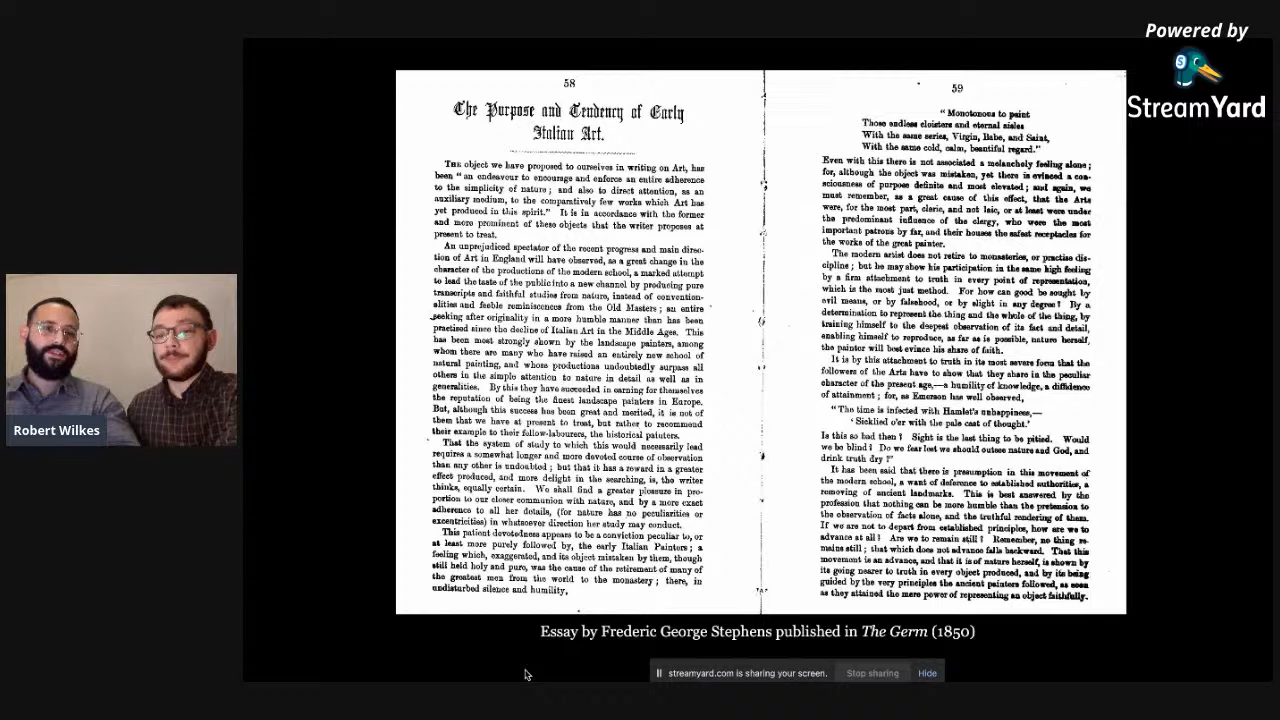 Powered by
StreamYard
58
The Purpose and Tendency of Early
Italian Art.
THE object we have proposed to ourselves in writing on Art, has
been “an endeavour to encourage and enforce an entire adherence
to the simplicity of nature; and also to direct attention, as an
auxiliary medium, to the comparatively few works which Art has
yet produced in this spirit.” It is in accordance with the former
and more prominent of these objects that the writer proposes at
present to treat.
An unprejudiced spectator of the recent progress and main direc-
tion of Art in England will have observed, as a great change in the
character of the productions of the modern school, a marked attempt
to lead the taste of the public into a new channel by producing pure
transcripts and faithful studies from nature, instead of convention-
alities and feeble reminiscences from the Old Masters; an entire
seeking after originality in a more humble manner than has been
practised since the decline of Italian Art in the Middle Ages. This
has been most strongly shown by the landscape painters, among
whom there are many who have raised an entirely new school of
natural painting, and whose productions undoubtedly surpass all
others in the simple attention to nature in detail as well as in
generalities. By this they have succeeded in earning for themselves
the reputation of being the finest landscape painters in Europe.
But, although this success has been great and merited, it is not of
them that we have at present to treat, but rather to recommend
their example to their fellow-labourers, the historical painters.
That the system of study to which this would necessarily lead
requires a somewhat longer and more devoted course of observation
than any other is undoubted; but that it has a reward in a greater
effect produced, and more delight in the searching, is, the writer
thinks, equally certain. We shall find a greater pleasure in pro-
portion to our closer communion with nature, and by a more exact
adherence to all her details, (for nature has no peculiarities or
excentricities) in whatsoever direction her study may conduct.
This patient devotedness appears to be a conviction peculiar to, or
at least more purely followed by, the early Italian Painters; a
feeling which, exaggerated, and its object mistaken by them, though
still held holy and pure, was the cause of the retirement of many of
the greatest men from the world to the monastery; there, in
undisturbed silence and humility,
59
“Monotonous to paint
Those endless cloisters and eternal aisles
With the same series, Virgin, Babe, and Saint,
With the same cold, calm, beautiful regard.”
Even with this there is not associated a melancholy feeling alone;
for, although the object was mistaken, yet there is evinced a con-
sciousness of purpose definite and most elevated; and again, we
must remember, as a great cause of this effect, that the Arts
were, for the most part, cleric, and not laic, or at least were under
the predominant influence of the clergy, who were the most
important patrons by far, and their houses the safest receptacles for
the works of the great painter.
The modern artist does not retire to monasteries, or practise dis-
cipline; but he may show his participation in the same high feeling
by a firm attachment to truth in every point of representation,
which is the most just method. For how can good be sought by
evil means, or by falsehood, or by slight in any degree? By a
determination to represent the thing and the whole of the thing, by
training himself to the deepest observation of its fact and detail,
enabling himself to reproduce, as far as is possible, nature herself,
the painter will best evince his share of faith.
It is by this attachment to truth in its most severe form that the
followers of the Arts have to show that they share in the peculiar
character of the present age,—a humility of knowledge, a diffidence
of attainment; for, as Emerson has well observed,
“The time is infected with Hamlet's unhappiness,—
‘Sicklied o'er with the pale cast of thought.’
Is this so bad then? Sight is the last thing to be pitied. Would
we be blind? Do we fear lest we should outsee nature and God, and
drink truth dry?”
It has been said that there is presumption in this movement of
the modern school, a want of deference to established authorities, a
removing of ancient landmarks. This is best answered by the
profession that nothing can be more humble than the pretension to
the observation of facts alone, and the truthful rendering of them.
If we are not to depart from established principles, how are we to
advance at all? Are we to remain still? Remember, no thing re-
mains still; that which does not advance falls backward. That this
movement is an advance, and that it is of nature herself, is shown by
its going nearer to truth in every object produced, and by its being
guided by the very principles the ancient painters followed, as soon
as they attained the mere power of representing an object faithfully.
Robert Wilkes
Essay by Frederic George Stephens published in The Germ (1850)
streamyard.com is sharing your screen.
Stop sharing
Hide